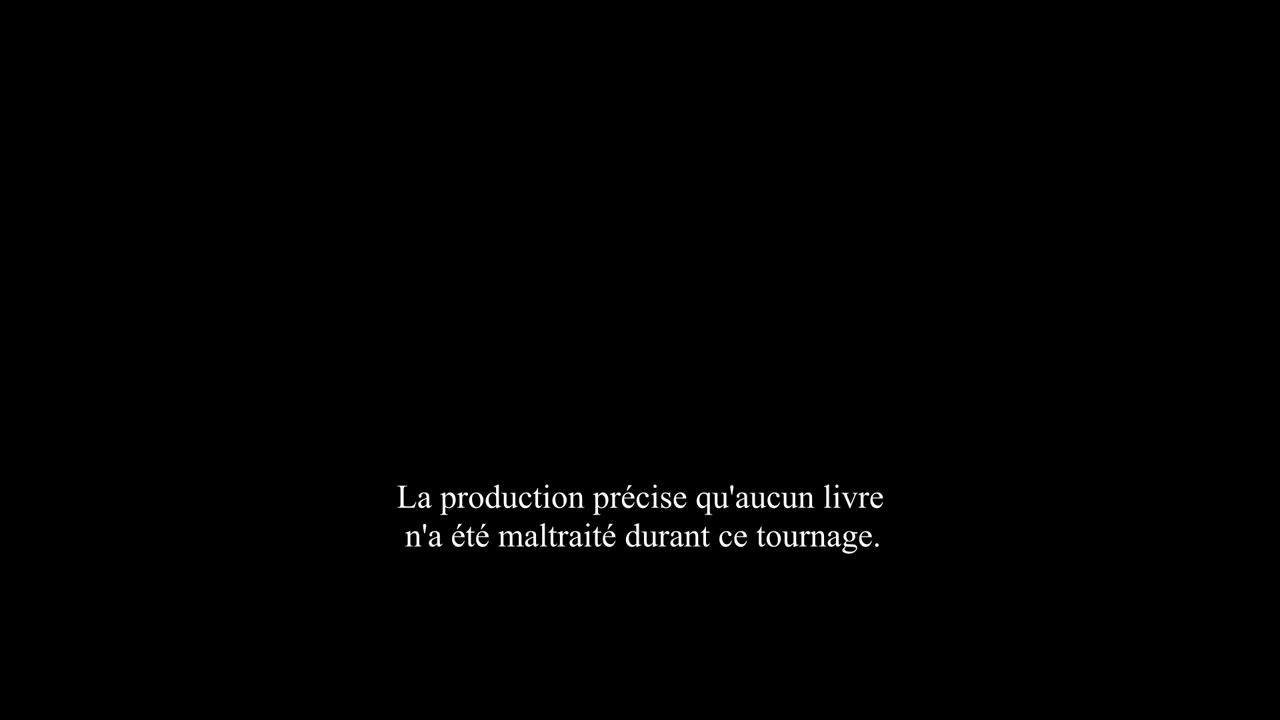 La production précise qu'aucun livre
n'a été maltraité durant ce tournage.